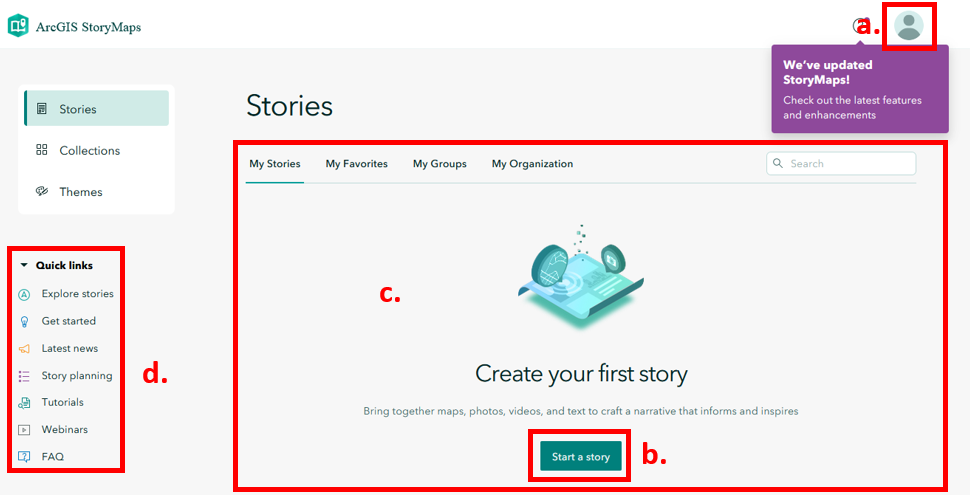 ArcGIS StoryMaps
a.
We've updated
StoryMaps!
Check out the latest features
and enhancements
Stories
Collections
Themes
Quick links
Explore stories
Get started
Latest news
Story planning
Tutorials
Webinars
FAQ
d.
Stories
My Stories My Favorites My Groups My Organization Search
c.
Create your first story
Bring together maps, photos, videos, and text to craft a narrative that informs and inspires
Start a story
b.